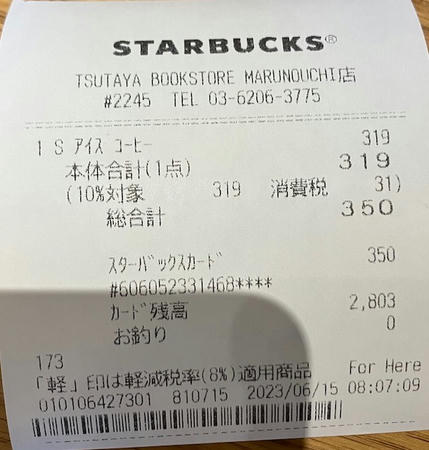 STARBUCKS®
TSUTAYA BOOKSTORE MARUNOUCHI店
#2245 TEL 03-6206-3775
1 S アイス コーヒー 319
本体合計(1点) 319
(10%対象 319 消費税 31)
総合計 350
スターバックスカード 350
#606052331468****
カード残高 2,803
お釣り 0
173
「軽」印は軽減税率(8%)適用商品 For Here
010106427301 810715 2023/06/15 08:07:09